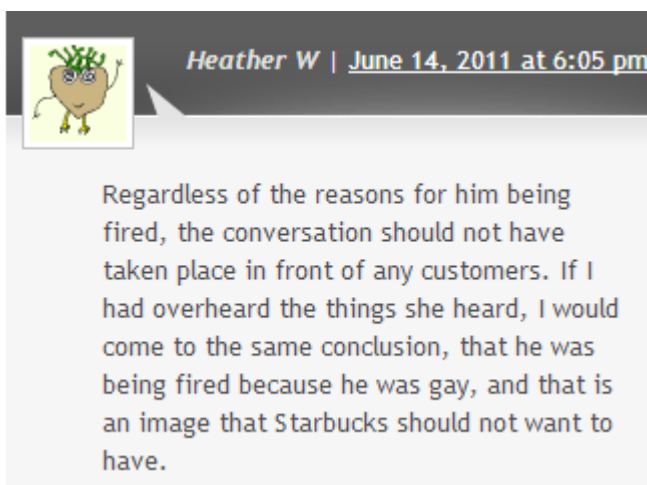 Heather W | June 14, 2011 at 6:05 pm
Regardless of the reasons for him being
fired, the conversation should not have
taken place in front of any customers. If I
had overheard the things she heard, I would
come to the same conclusion, that he was
being fired because he was gay, and that is
an image that Starbucks should not want to
have.